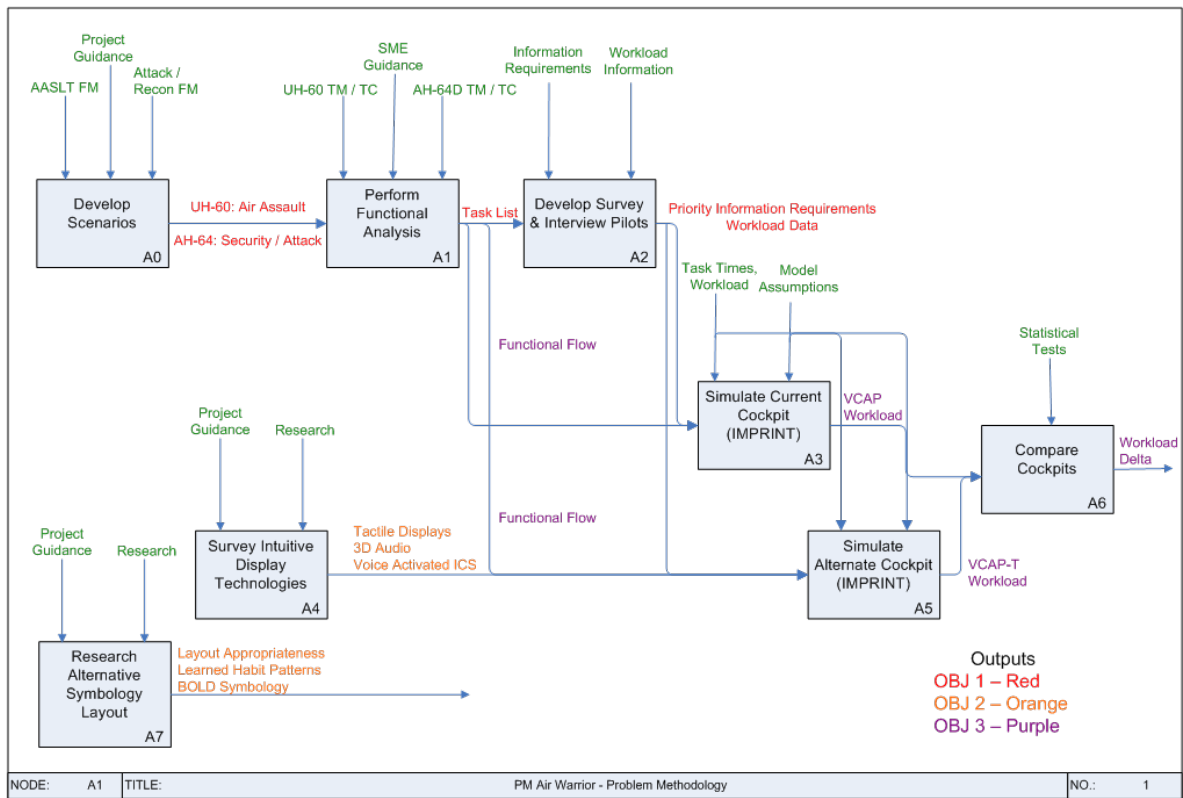 Project
Guidance
AASLT FM
Attack /
Recon FM
SME
Guidance
UH-60 TM / TC
AH-64D TM / TC
Information
Requirements
Workload
Information
Develop
Scenarios
A0
UH-60: Air Assault
AH-64: Security / Attack
Perform
Functional
Analysis
A1
Task List
Develop Survey
& Interview Pilots
A2
Priority Information Requirements
Workload Data
Task Times,
Workload
Model
Assumptions
Functional Flow
Simulate Current
Cockpit
(IMPRINT)
A3
VCAP
Workload
Statistical
Tests
Compare
Cockpits
A6
Workload
Delta
Project
Guidance
Research
Functional Flow
Survey Intuitive
Display
Technologies
A4
Tactile Displays
3D Audio
Voice Activated ICS
Simulate
Alternate Cockpit
(IMPRINT)
A5
VCAP-T
Workload
Project
Guidance
Research
Research
Alternative
Symbology
Layout
A7
Layout Appropriateness
Learned Habit Patterns
BOLD Symbology
Outputs
OBJ 1 – Red
OBJ 2 – Orange
OBJ 3 – Purple
NODE: A1 TITLE: PM Air Warrior - Problem Methodology NO.: 1